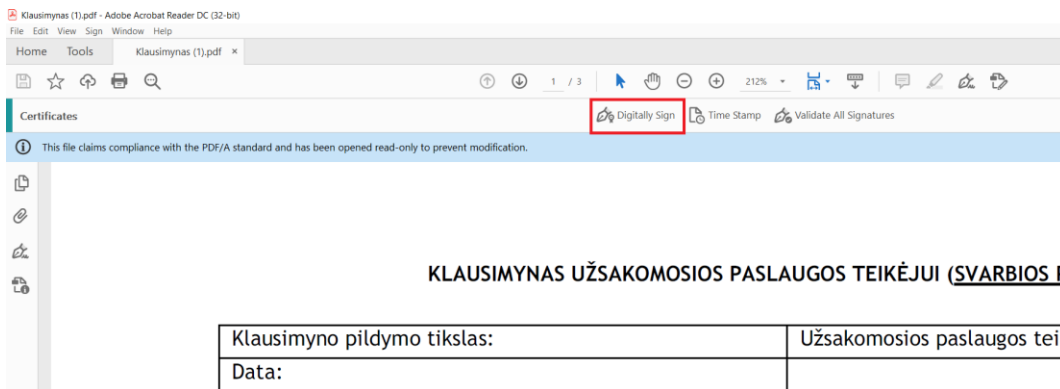 Klausimynas (1).pdf - Adobe Acrobat Reader DC (32-bit)
File Edit View Sign Window Help
Home Tools Klausimynas (1).pdf ×
1 / 3 212%
Certificates Digitally Sign Time Stamp Validate All Signatures
This file claims compliance with the PDF/A standard and has been opened read-only to prevent modification.
KLAUSIMYNAS UŽSAKOMOSIOS PASLAUGOS TEIKĖJUI (SVARBIOS
Klausimyno pildymo tikslas: Užsakomosios paslaugos tei
Data: